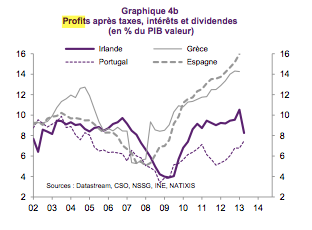 Graphique 4b
Profits après taxes, intérêts et dividendes
(en % du PIB valeur)
Irlande Grèce
Portugal Espagne
16 16
14 14
12 12
10 10
8 8
6 6
4 4
Sources : Datastream, CSO, NSSG, INE, NATIXIS
2 2
02 03 04 05 06 07 08 09 10 11 12 13 14